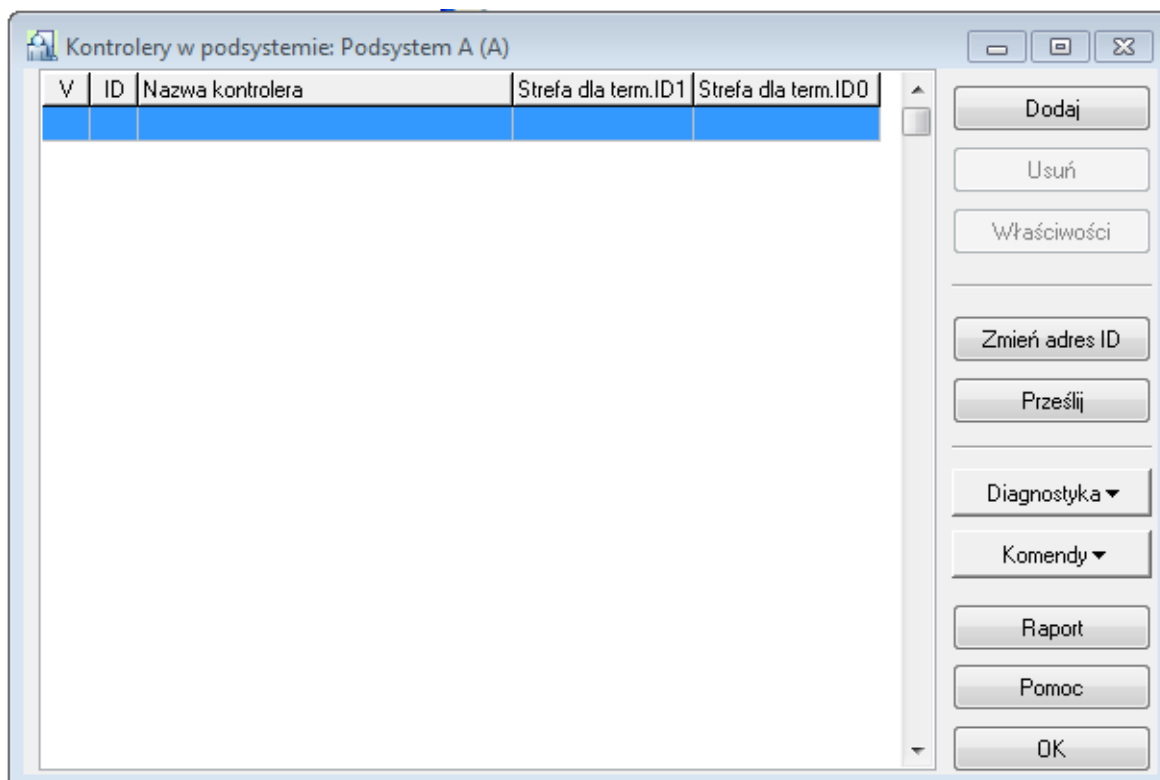 Kontrolery w podsystemie: Podsystem A (A)
V ID Nazwa kontrolera Strefa dla term.ID1 Strefa dla term.ID0
Dodaj
Usuń
Właściwości
Zmień adres ID
Prześlij
Diagnostyka
Komendy
Raport
Pomoc
OK